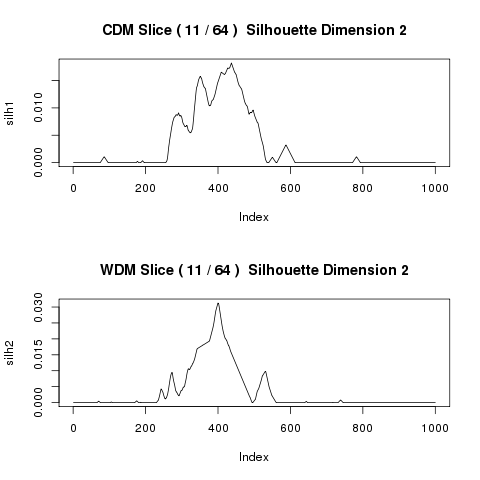 CDM Slice ( 11 / 64 )  Silhouette Dimension 2
silh1
0.000
0.010
0
200
400
600
800
1000
Index
WDM Slice ( 11 / 64 )  Silhouette Dimension 2
silh2
0.000
0.015
0.030
0
200
400
600
800
1000
Index